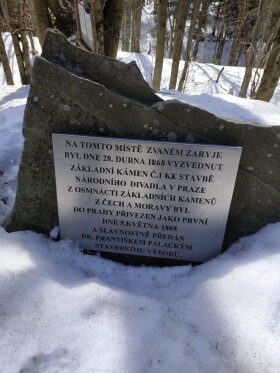 NA TOMTO MÍSTĚ ZVANÉM ZARYJE
BYL DNE 28. DUBNA 1868 VYZVEDNUT
ZÁKLADNÍ KÁMEN Č.1 KE STAVBĚ
NÁRODNÍHO DIVADLA V PRAZE
Z OSMNÁCTI ZÁKLADNÍCH KAMENŮ
Z ČECH A MORAVY BYL
DO PRAHY PŘIVEZEN JAKO PRVNÍ
DNE 5.KVĚTNA 1868
A SLAVNOSTNĚ PŘEDÁN
DR. FRANTIŠKEM PALACKÝM
STAVEBNÍMU VÝBORU